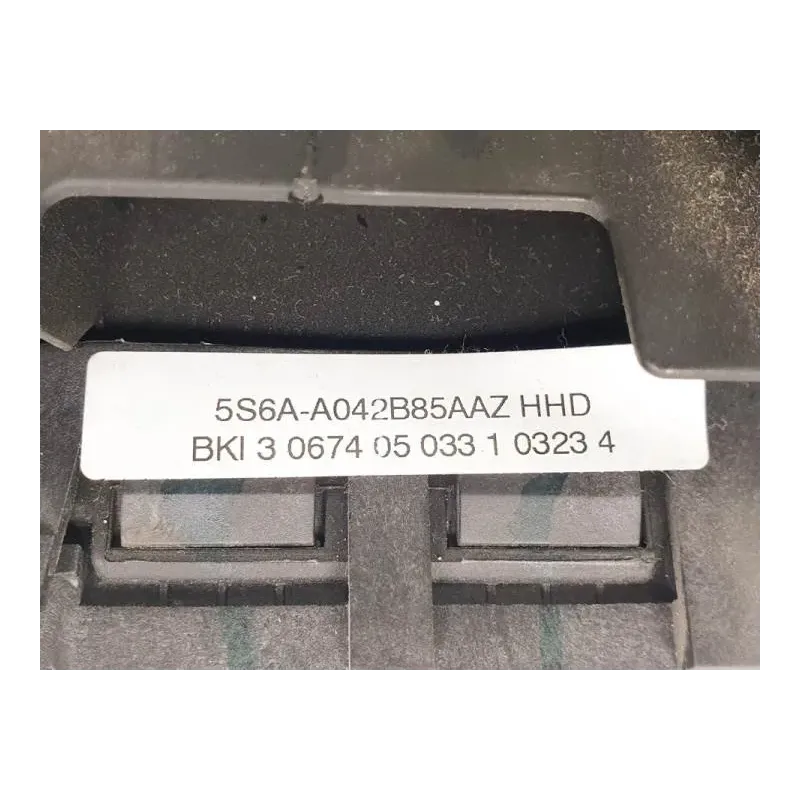 5S6A-A042B85AAZ HHD
BKI 3 0674 05 033 1 0323 4